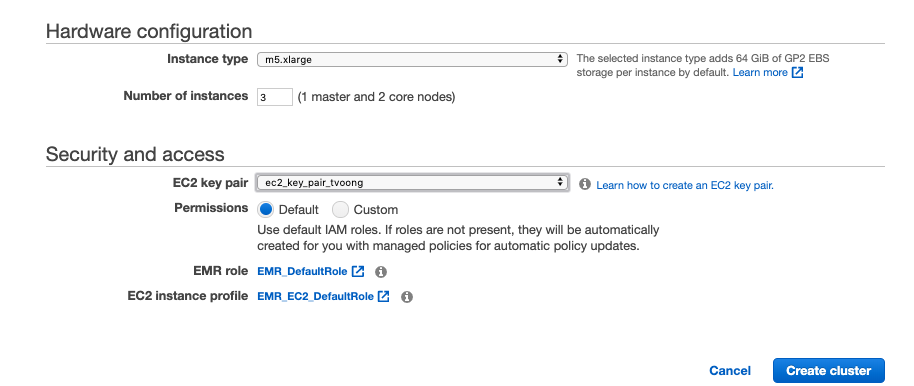 Hardware configuration
Instance type m5.xlarge The selected instance type adds 64 GiB of GP2 EBS
storage per instance by default. Learn more
Number of instances 3 (1 master and 2 core nodes)
Security and access
EC2 key pair ec2_key_pair_tvoong Learn how to create an EC2 key pair.
Permissions Default Custom
Use default IAM roles. If roles are not present, they will be automatically
created for you with managed policies for automatic policy updates.
EMR role EMR_DefaultRole
EC2 instance profile EMR_EC2_DefaultRole
Cancel Create cluster